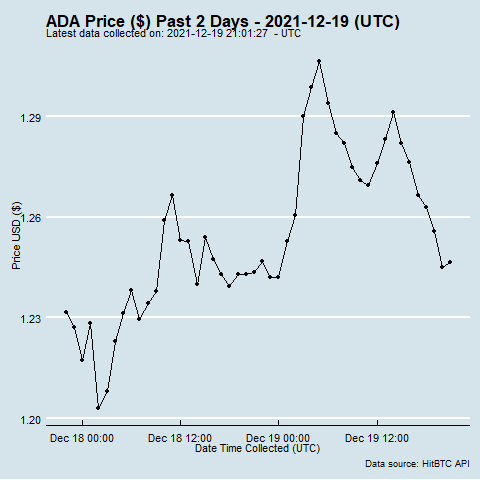 ADA Price ($) Past 2 Days - 2021-12-19 (UTC)
Latest data collected on: 2021-12-19 21:01:27  - UTC
1.29
1.26
1.23
1.20
Price USD ($)
Dec 18 00:00
Dec 18 12:00
Dec 19 00:00
Dec 19 12:00
Date Time Collected (UTC)
Data source: HitBTC API